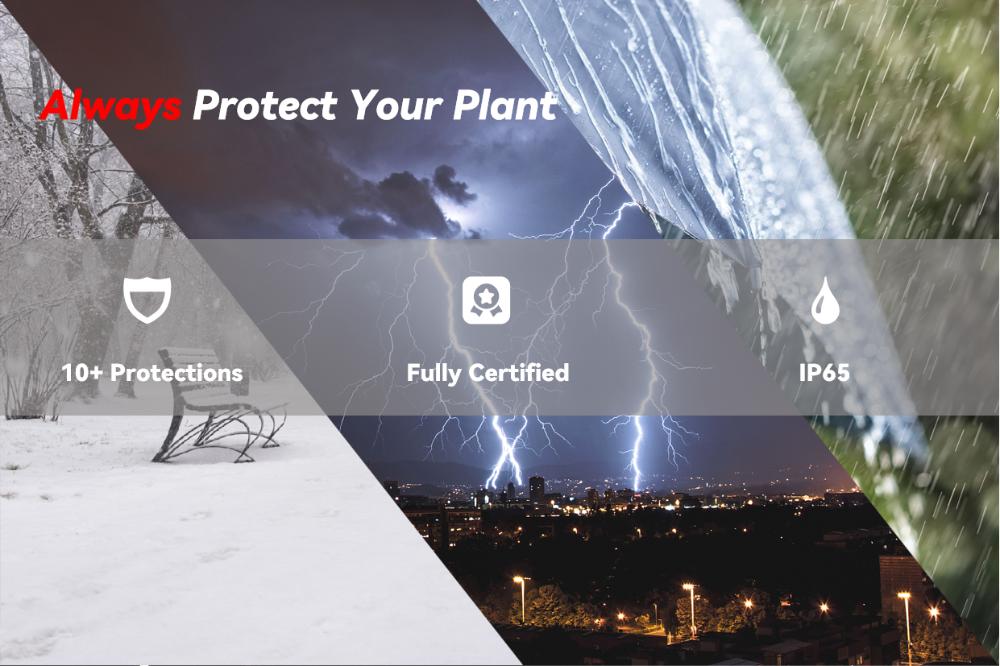 Always Protect Your Plant
10+ Protections
Fully Certified
IP65